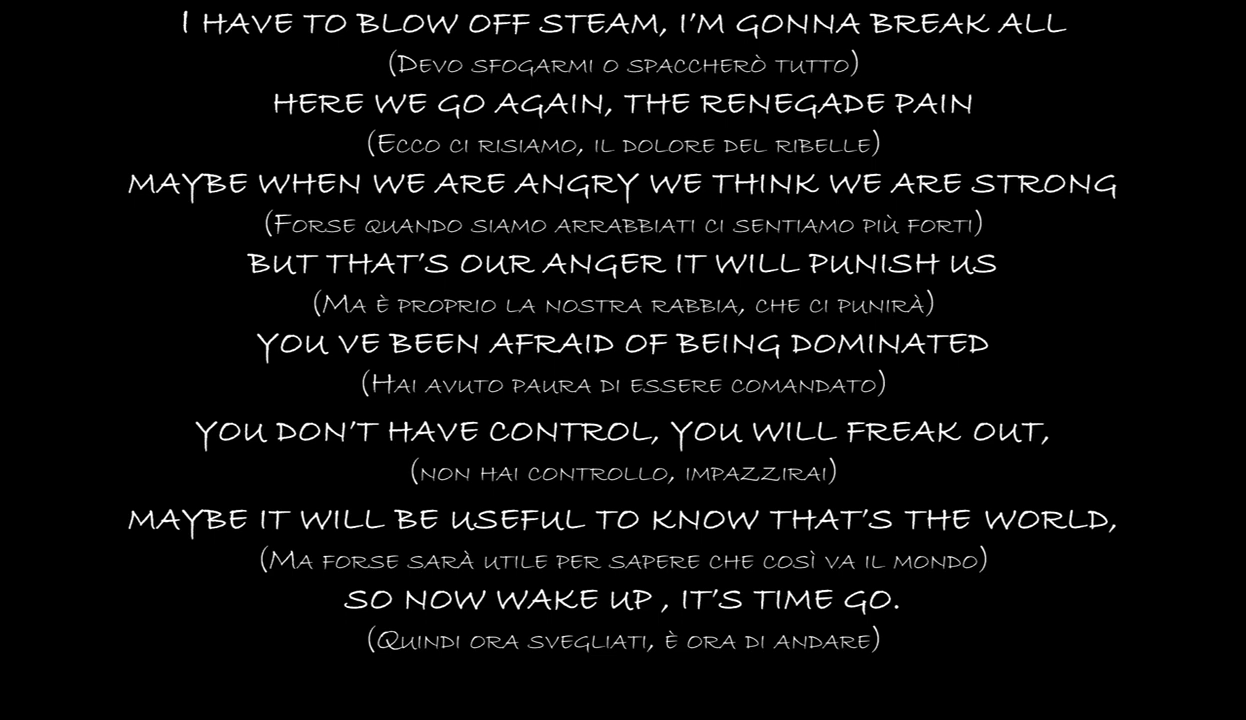 I HAVE TO BLOW OFF STEAM, I'M GONNA BREAK ALL
(DEVO SFOGARMI O SPACCHERÒ TUTTO)
HERE WE GO AGAIN, THE RENEGADE PAIN
(ECCO CI RISIAMO, IL DOLORE DEL RIBELLE)
MAYBE WHEN WE ARE ANGRY WE THINK WE ARE STRONG
(FORSE QUANDO SIAMO ARRABBIATI CI SENTIAMO PIÙ FORTI)
BUT THAT'S OUR ANGER IT WILL PUNISH US
(MA È PROPRIO LA NOSTRA RABBIA, CHE CI PUNIRÀ)
YOU VE BEEN AFRAID OF BEING DOMINATED
(HAI AVUTO PAURA DI ESSERE COMANDATO)
YOU DON'T HAVE CONTROL, YOU WILL FREAK OUT,
(NON HAI CONTROLLO, IMPAZZIRAI)
MAYBE IT WILL BE USEFUL TO KNOW THAT'S THE WORLD,
(MA FORSE SARÀ UTILE PER SAPERE CHE COSÌ VA IL MONDO)
SO NOW WAKE UP , IT'S TIME GO.
(QUINDI ORA SVEGLIATI, È ORA DI ANDARE)